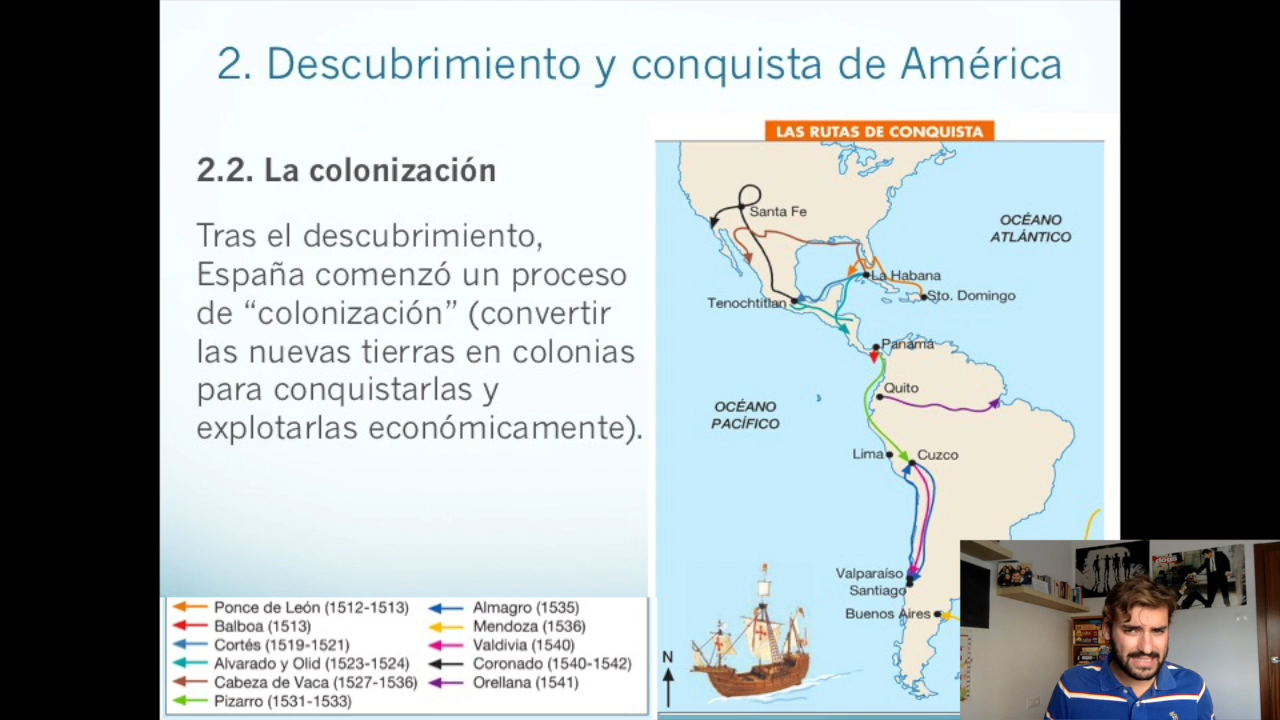 2. Descubrimiento y conquista de América
2.2. La colonización
Tras el descubrimiento,
España comenzó un proceso
de “colonización” (convertir
las nuevas tierras en colonias
para conquistarlas y
explotarlas económicamente).
LAS RUTAS DE CONQUISTA
Santa Fe
OCÉANO
ATLÁNTICO
La Habana
Tenochtitlan
Sto. Domingo
Panamá
Quito
OCÉANO
PACÍFICO
Lima
Cuzco
Valparaíso
Santiago
Buenos Aires
N
Ponce de León (1512-1513)
Balboa (1513)
Cortés (1519-1521)
Alvarado y Olid (1523-1524)
Cabeza de Vaca (1527-1536)
Pizarro (1531-1533)
Almagro (1535)
Mendoza (1536)
Valdivia (1540)
Coronado (1540-1542)
Orellana (1541)